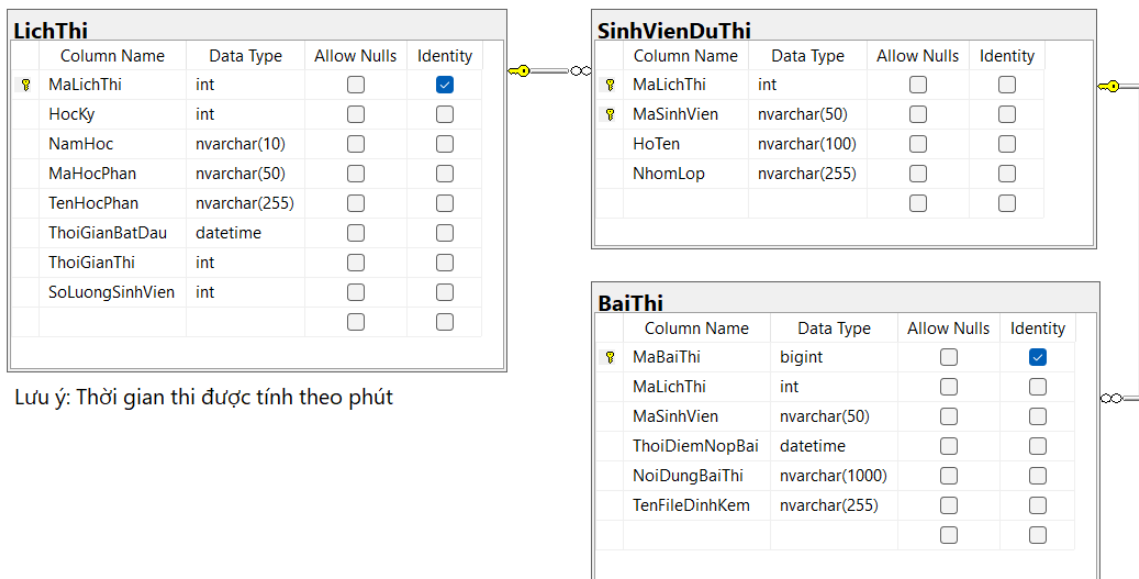 LichThi
Column Name Data Type Allow Nulls Identity
MaLichThi int
HocKy int
NamHoc nvarchar(10)
MaHocPhan nvarchar(50)
TenHocPhan nvarchar(255)
ThoiGianBatDau datetime
ThoiGianThi int
SoLuongSinhVien int
Lưu ý: Thời gian thi được tính theo phút
SinhVienDuThi
Column Name Data Type Allow Nulls Identity
MaLichThi int
MaSinhVien nvarchar(50)
HoTen nvarchar(100)
NhomLop nvarchar(255)
BaiThi
Column Name Data Type Allow Nulls Identity
MaBaiThi bigint
MaLichThi int
MaSinhVien nvarchar(50)
ThoiDiemNopBai datetime
NoiDungBaiThi nvarchar(1000)
TenFileDinhKem nvarchar(255)